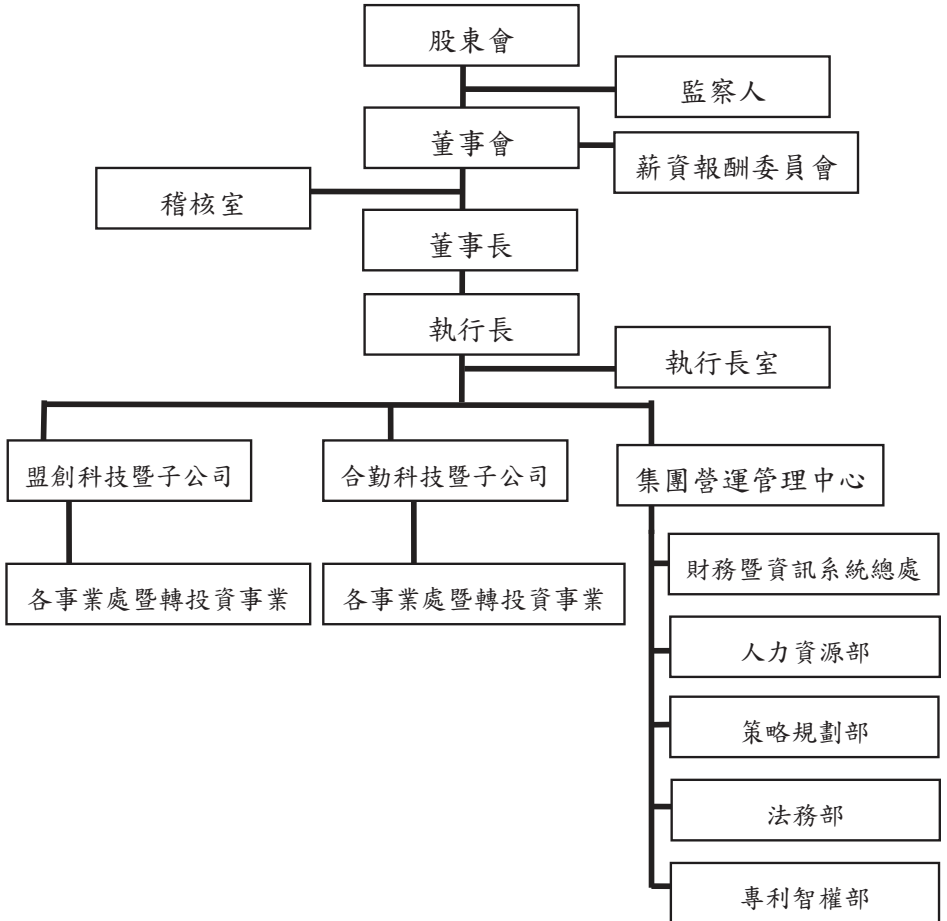 股東會
監察人
董事會
薪資報酬委員會
稽核室
董事長
執行長
執行長室
盟創科技暨子公司
合勤科技暨子公司
集團營運管理中心
各事業處暨轉投資事業
各事業處暨轉投資事業
財務暨資訊系統總處
人力資源部
策略規劃部
法務部
專利智權部